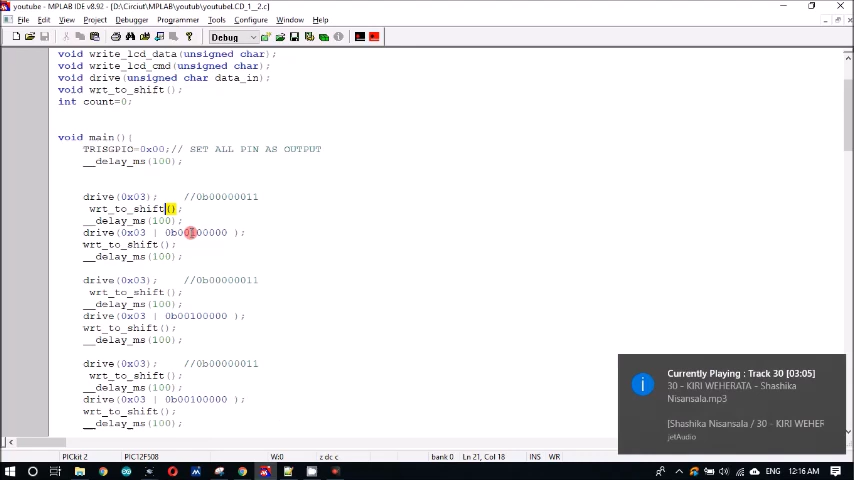 youtube - MPLAB IDE v8.92 - [D:\Circiut\MPLAB\youtub\youtubeLCD_1_.2.c]
File Edit View Project Debugger Programmer Tools Configure Window Help
Debug
void write_lcd_data(unsigned char);
void write_lcd_cmd(unsigned char);
void drive(unsigned char data_in);
void wrt_to_shift();
int count=0;
void main(){
TRISGPIO=0x00;// SET ALL PIN AS OUTPUT
__delay_ms(100);
drive(0x03); //0b00000011
wrt_to_shift();
__delay_ms(100);
drive(0x03 | 0b00100000 );
wrt_to_shift();
__delay_ms(100);
drive(0x03); //0b00000011
wrt_to_shift();
__delay_ms(100);
drive(0x03 | 0b00100000 );
wrt_to_shift();
__delay_ms(100);
drive(0x03); //0b00000011
wrt_to_shift();
__delay_ms(100);
drive(0x03 | 0b00100000 );
wrt_to_shift();
__delay_ms(100);
Currently Playing : Track 30 [03:05]
30 - KIRI WEHERATA - Shashika
Nisansala.mp3
[Shashika Nisansala / 30 - KIRI WEHER
jetAudio
PICkit 2 PIC12F508 W:0 z dc c bank 0 Ln 21, Col 18 INS WR
ENG 12:16 AM